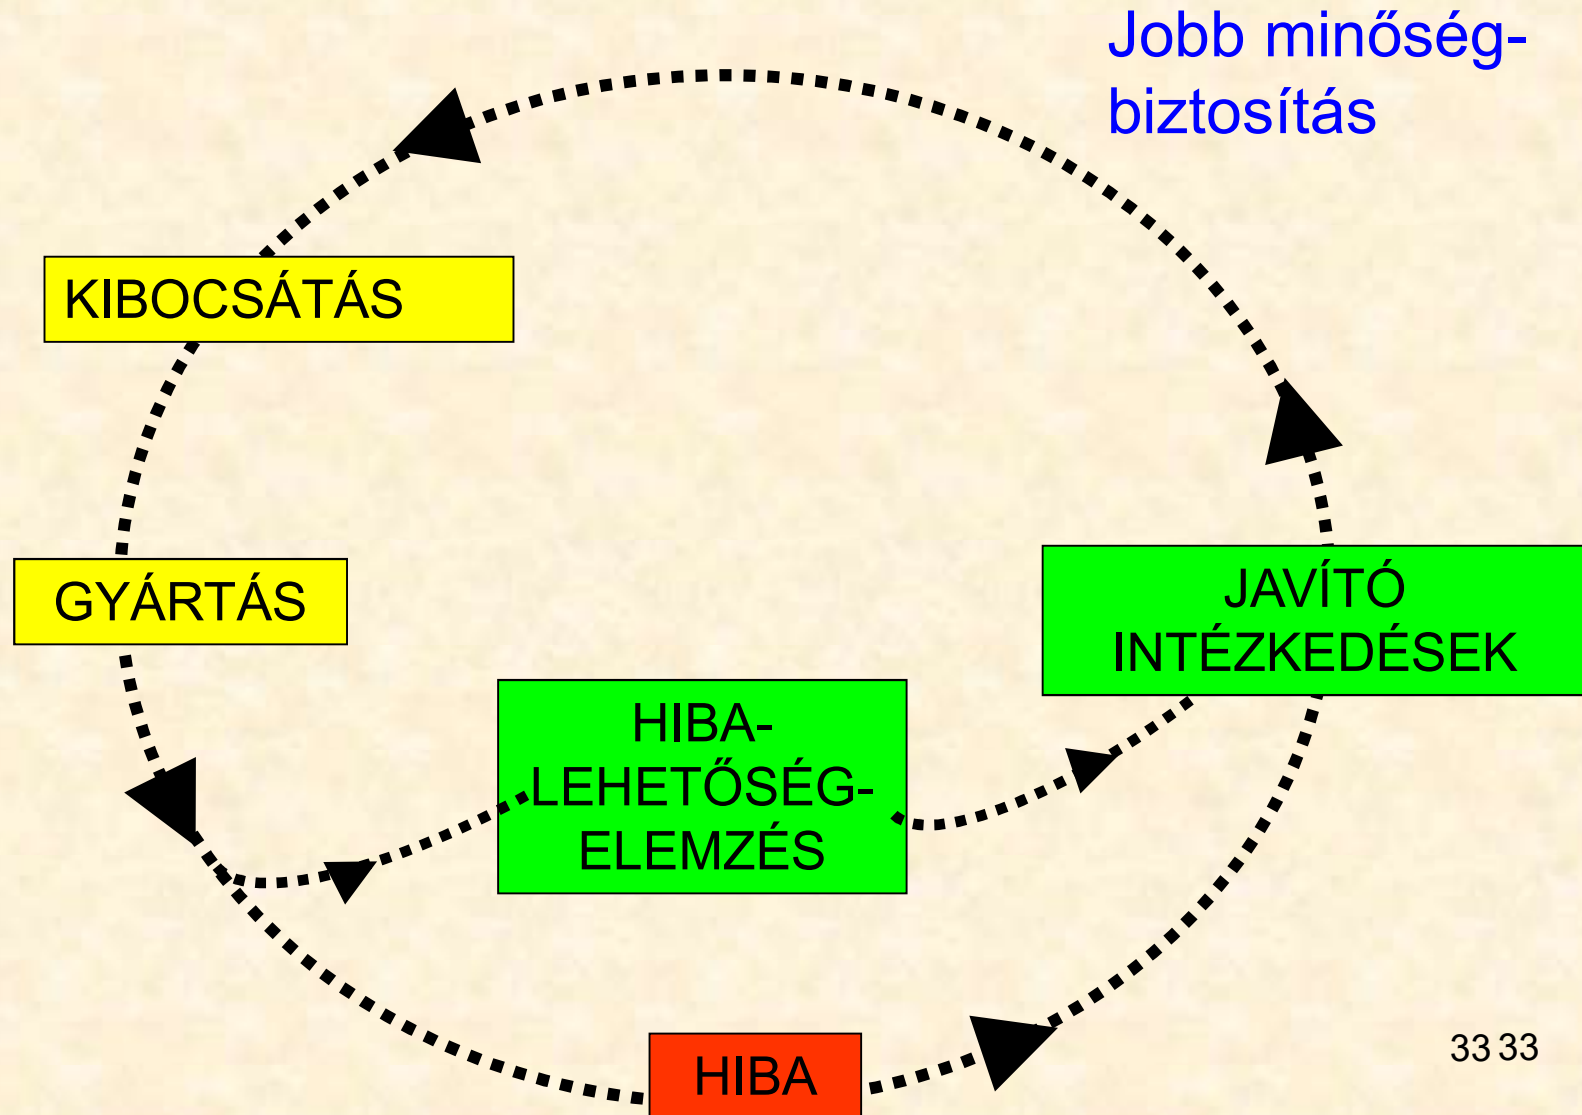 Jobb minőség-
biztosítás
KIBOCSÁTÁS
GYÁRTÁS
JAVÍTÓ
INTÉZKEDÉSEK
HIBA-
LEHETŐSÉG-
ELEMZÉS
HIBA
33 33